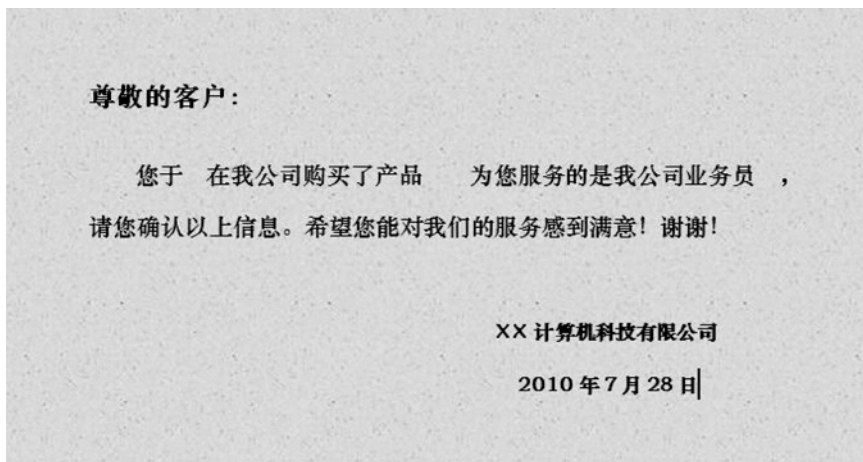 尊敬的客户：
您于　在我公司购买了产品　　为您服务的是我公司业务员　，
请您确认以上信息。希望您能对我们的服务感到满意！谢谢！
XX 计算机科技有限公司
2010 年 7 月 28 日